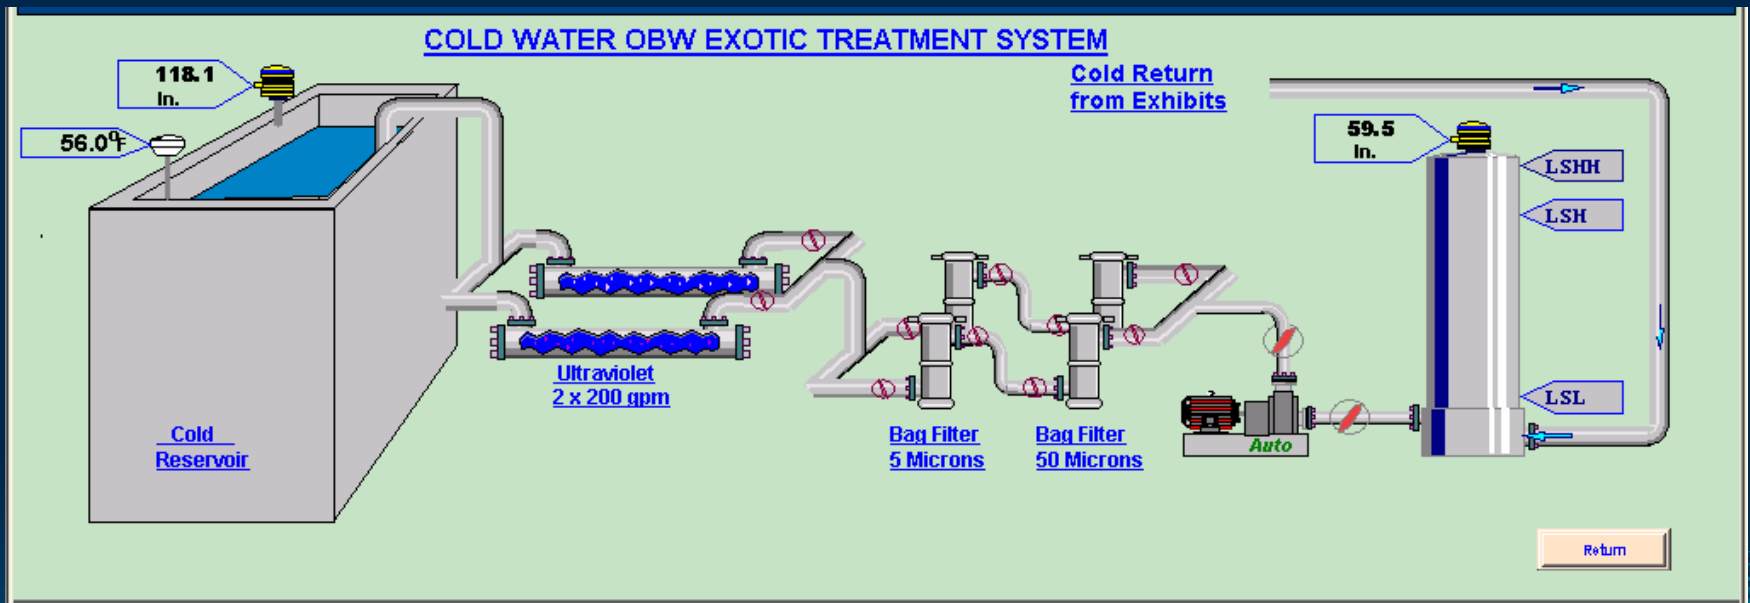 COLD WATER OBW EXOTIC TREATMENT SYSTEM
Cold Return
from Exhibits
118.1
In.
56.0°F
59.5
In.
LSHH
LSH
LSL
Ultraviolet
2 x 200 gpm
Cold
Reservoir
Bag Filter
5 Microns
Bag Filter
50 Microns
Auto
Return